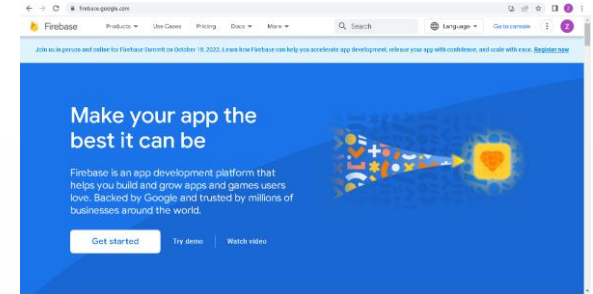 firebase.google.com
Firebase Products Use Cases Pricing Docs More Search Language Go to console Z
Join us in person and online for Firebase Summit on October 18, 2022. Learn how Firebase can help you accelerate app development, release your app with confidence, and scale with ease. Register now
Make your app the
best it can be
Firebase is an app development platform that
helps you build and grow apps and games users
love. Backed by Google and trusted by millions of
businesses around the world.
Get started Try demo Watch video